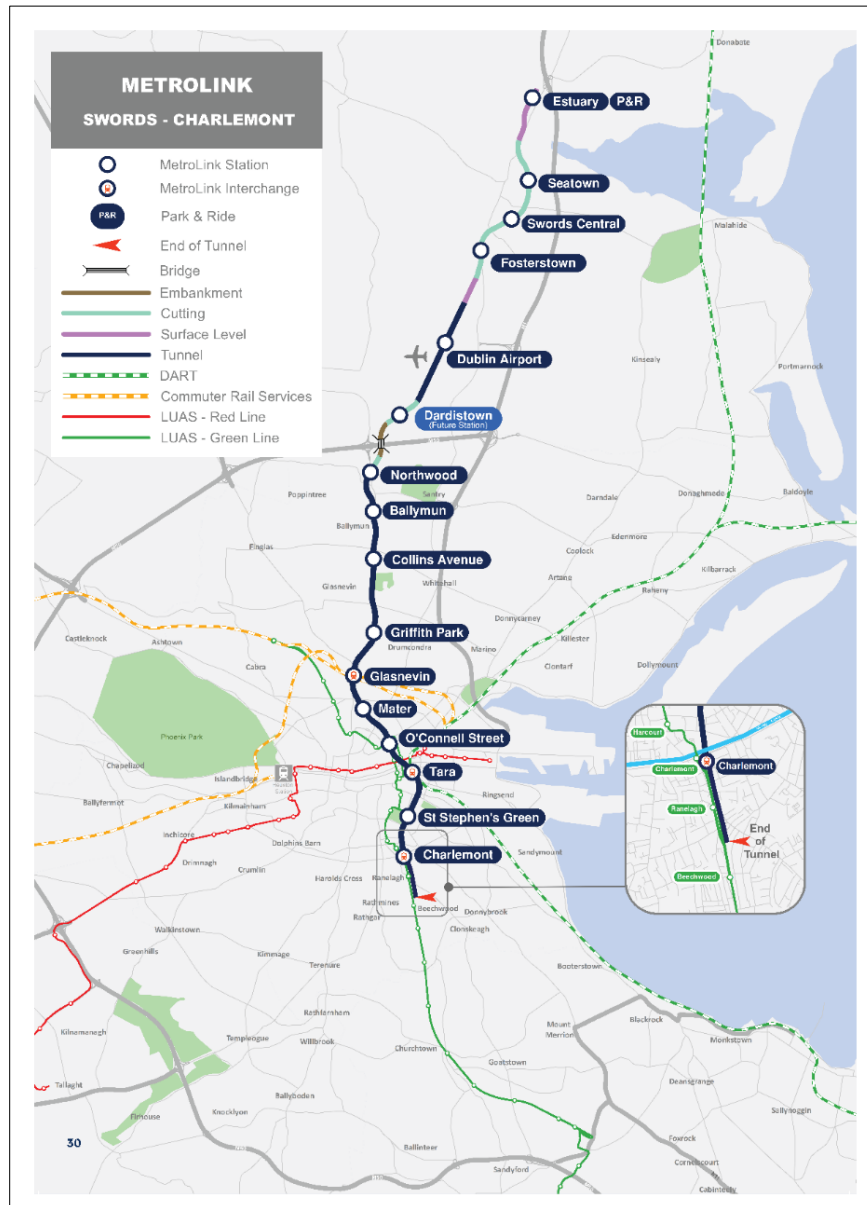 METROLINK
SWORDS - CHARLEMONT
MetroLink Station
MetroLink Interchange
P&R
Park & Ride
End of Tunnel
Bridge
Embankment
Cutting
Surface Level
Tunnel
DART
Commuter Rail Services
LUAS - Red Line
LUAS - Green Line
Donabate
Estuary
P&R
Seatown
Swords Central
Malahide
Fosterstown
Dublin Airport
Kinsealy
Portmarnock
Dardistown
(Future Station)
Northwood
Poppintree
Santry
Darndale
Donaghmede
Baldoyle
Ballymun
Ballymun
Finglas
Edenmore
Coolock
Collins Avenue
Kilbarrack
Glasnevin
Whitehall
Artane
Raheny
Donnycarney
Castleknock
Ashtown
Griffith Park
Drumcondra
Killester
Marino
Cabra
Clontarf
Dollymount
Glasnevin
Mater
Phoenix Park
O'Connell Street
Chapelizod
Islandbridge
Tara
Ballyfermot
Kilmainham
Ringsend
St Stephen's Green
Inchicore
Dolphins Barn
Drimnagh
Charlemont
Sandymount
Crumlin
Harolds Cross
Ranelagh
Rathmines
Beechwood
Donnybrook
Rathgar
Clonskeagh
Walkinstown
Greenhills
Kimmage
Terenure
Booterstown
Rathfarnham
Kilnamanagh
Templeogue
Willbrook
Churchtown
Goatstown
Mount
Merrion
Blackrock
Monkstown
Tallaght
Deansgrange
Ballyboden
Sallynoggin
Firhouse
Knocklyon
30
Ballinteer
Sandyford
Foxrock
Cornelscourt
Cabinteely
Harcourt
Charlemont
Charlemont
Ranelagh
End
of
Tunnel
Beechwood